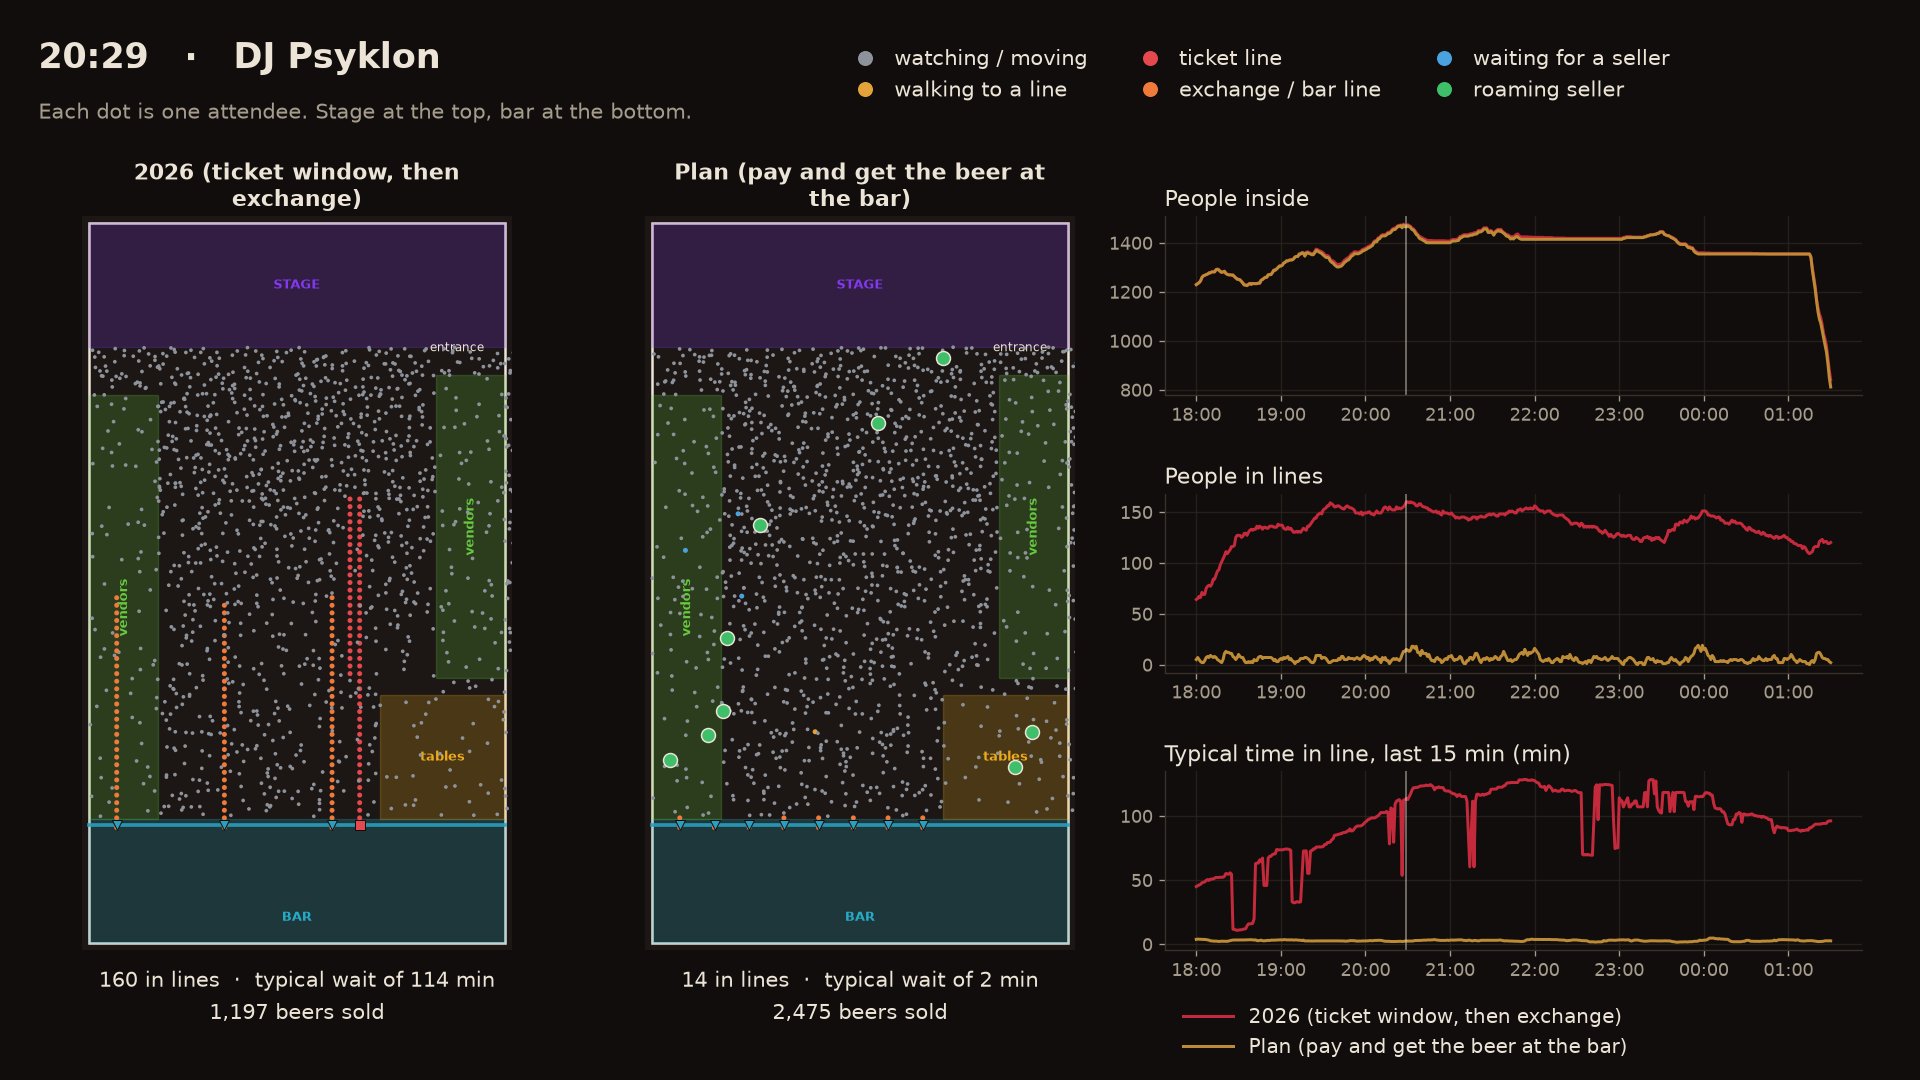 20:29 · DJ Psyklon
Each dot is one attendee. Stage at the top, bar at the bottom.
watching / moving
walking to a line
ticket line
exchange / bar line
waiting for a seller
roaming seller
2026 (ticket window, then
exchange)
STAGE
entrance
vendors
vendors
tables
BAR
160 in lines · typical wait of 114 min
1,197 beers sold
Plan (pay and get the beer at
the bar)
STAGE
entrance
vendors
vendors
tables
BAR
14 in lines · typical wait of 2 min
2,475 beers sold
People inside
1400
1200
1000
800
18:00 19:00 20:00 21:00 22:00 23:00 00:00 01:00
People in lines
150
100
50
0
18:00 19:00 20:00 21:00 22:00 23:00 00:00 01:00
Typical time in line, last 15 min (min)
100
50
0
18:00 19:00 20:00 21:00 22:00 23:00 00:00 01:00
2026 (ticket window, then exchange)
Plan (pay and get the beer at the bar)